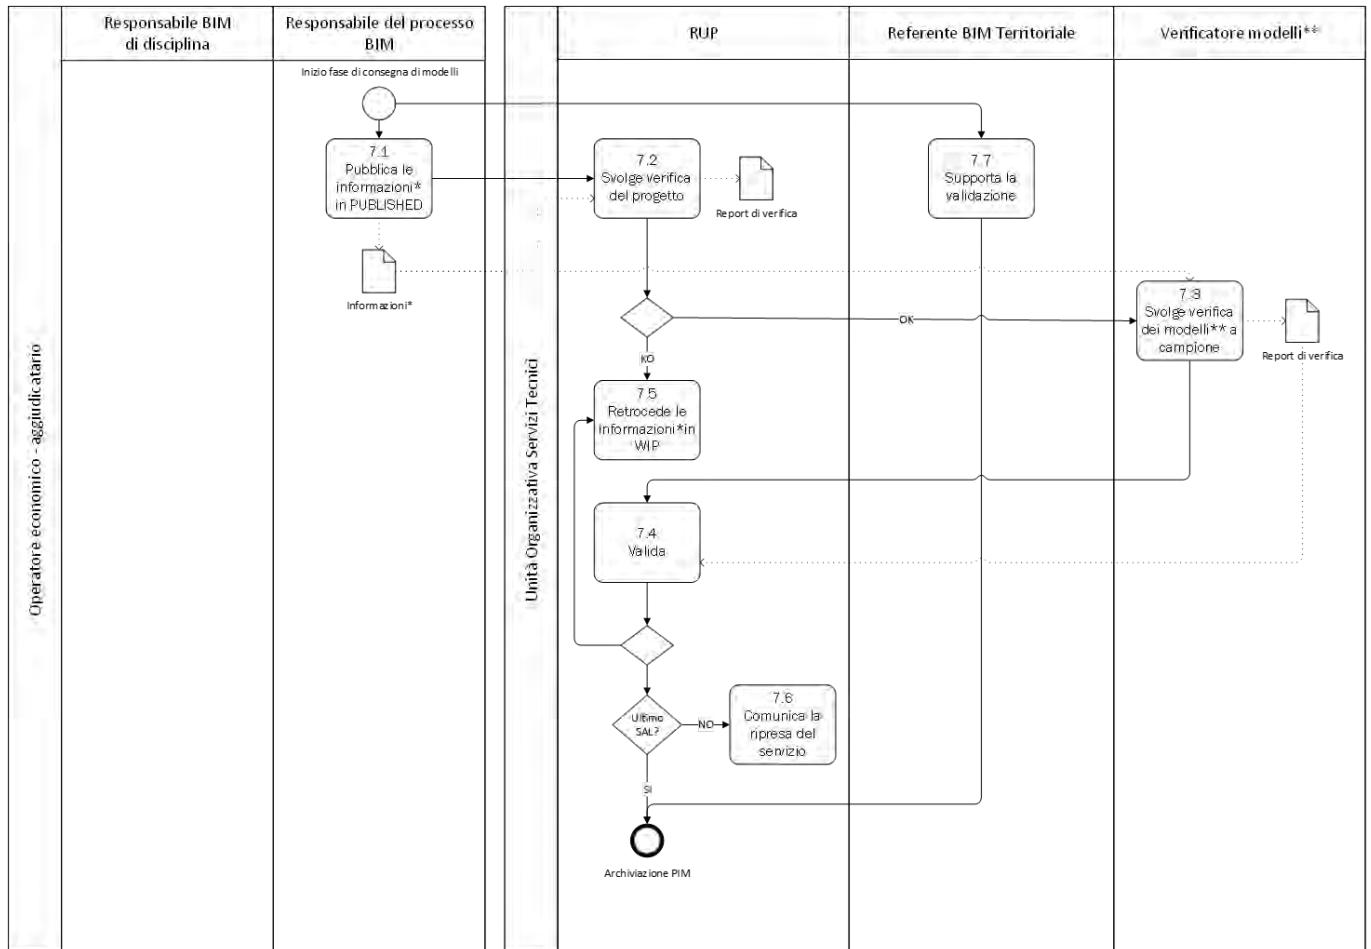 Responsabile BIM
di disciplina
Responsabile del processo
BIM
RUP
Referente BIM Territoriale
Verificatore modelli**
Operatore economico - aggiudicatario
Unità Organizzativa Servizi Tecnici
Inizio fase di consegna di modelli
7.1
Pubblica le
informazioni*
in PUBLISHED
7.2
Svolge verifica
del progetto
Report di verifica
7.7
Supporta la
validazione
Informazioni*
7.3
Svolge verifica
dei modelli** a
campione
Report di verifica
OK
KO
7.5
Retrocede le
informazioni*in
WIP
7.4
Valida
Ultimo
SAL?
NO
7.6
Comunica la
ripresa del
servizio
SI
Archiviazione PIM